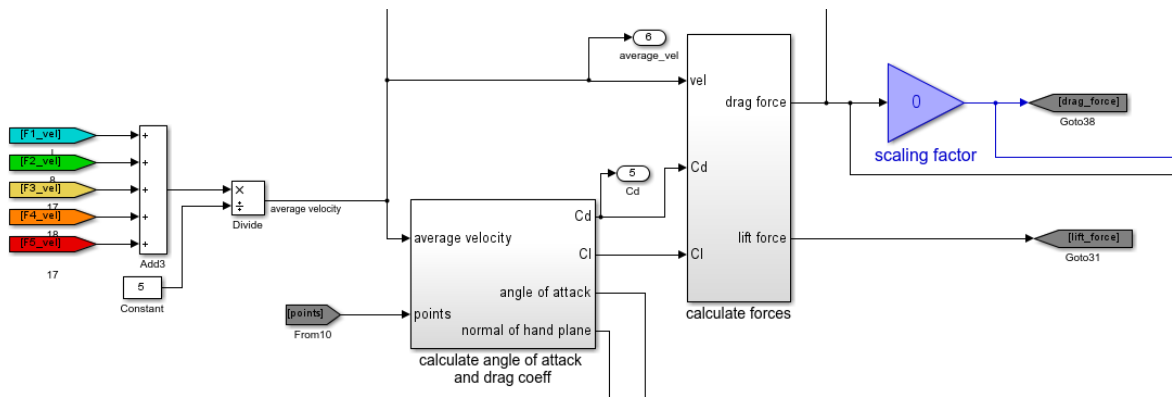 [F1_vel]
+
[F2_vel]
8
+
[F3_vel]
17
+
[F4_vel]
18
+
[F5_vel]
17
+
Add3
5
Constant
×
÷
Divide
average velocity
[points]
From10
average velocity
points
Cd
Cl
angle of attack
normal of hand plane
calculate angle of attack
and drag coeff
6
average_vel
5
Cd
vel
Cd
Cl
drag force
lift force
calculate forces
0
scaling factor
[drag_force]
Goto38
[lift_force]
Goto31